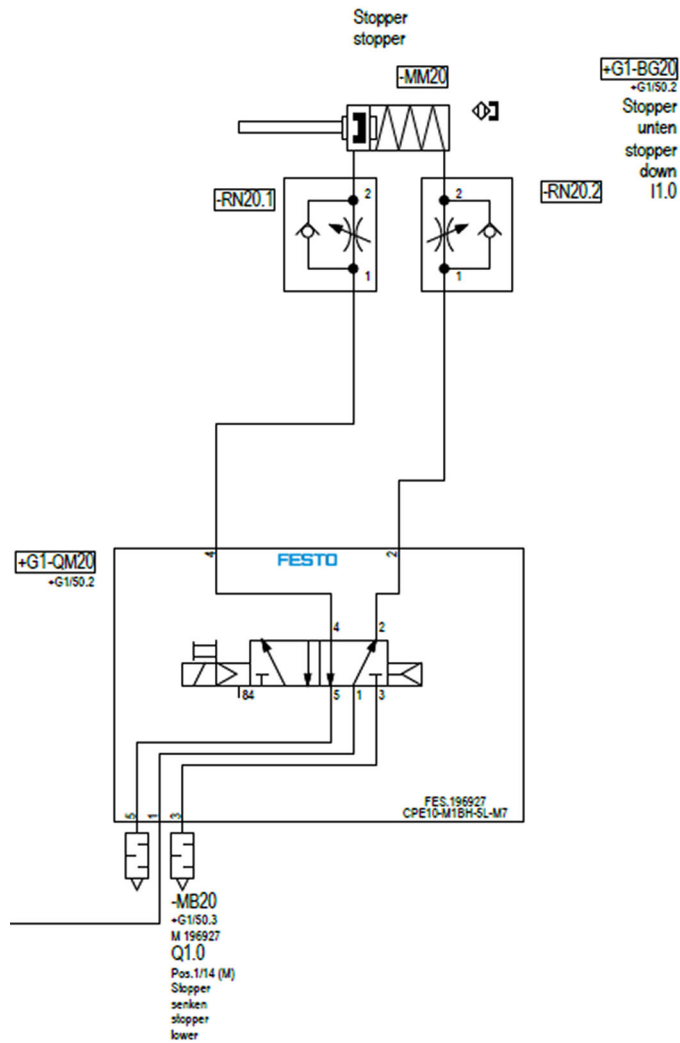 Stopper
stopper
-MM20
+G1-BG20
+G1/50.2
Stopper
unten
stopper
down
I1.0
-RN20.1
2
1
-RN20.2
2
1
+G1-QM20
+G1/50.2
4
FESTO
2
4
2
84
5
1
3
FES.196927
CPE10-M1BH-5L-M7
5
1
3
-MB20
+G1/50.3
M 196927
Q1.0
Pos.1/14 (M)
Stopper
senken
stopper
lower